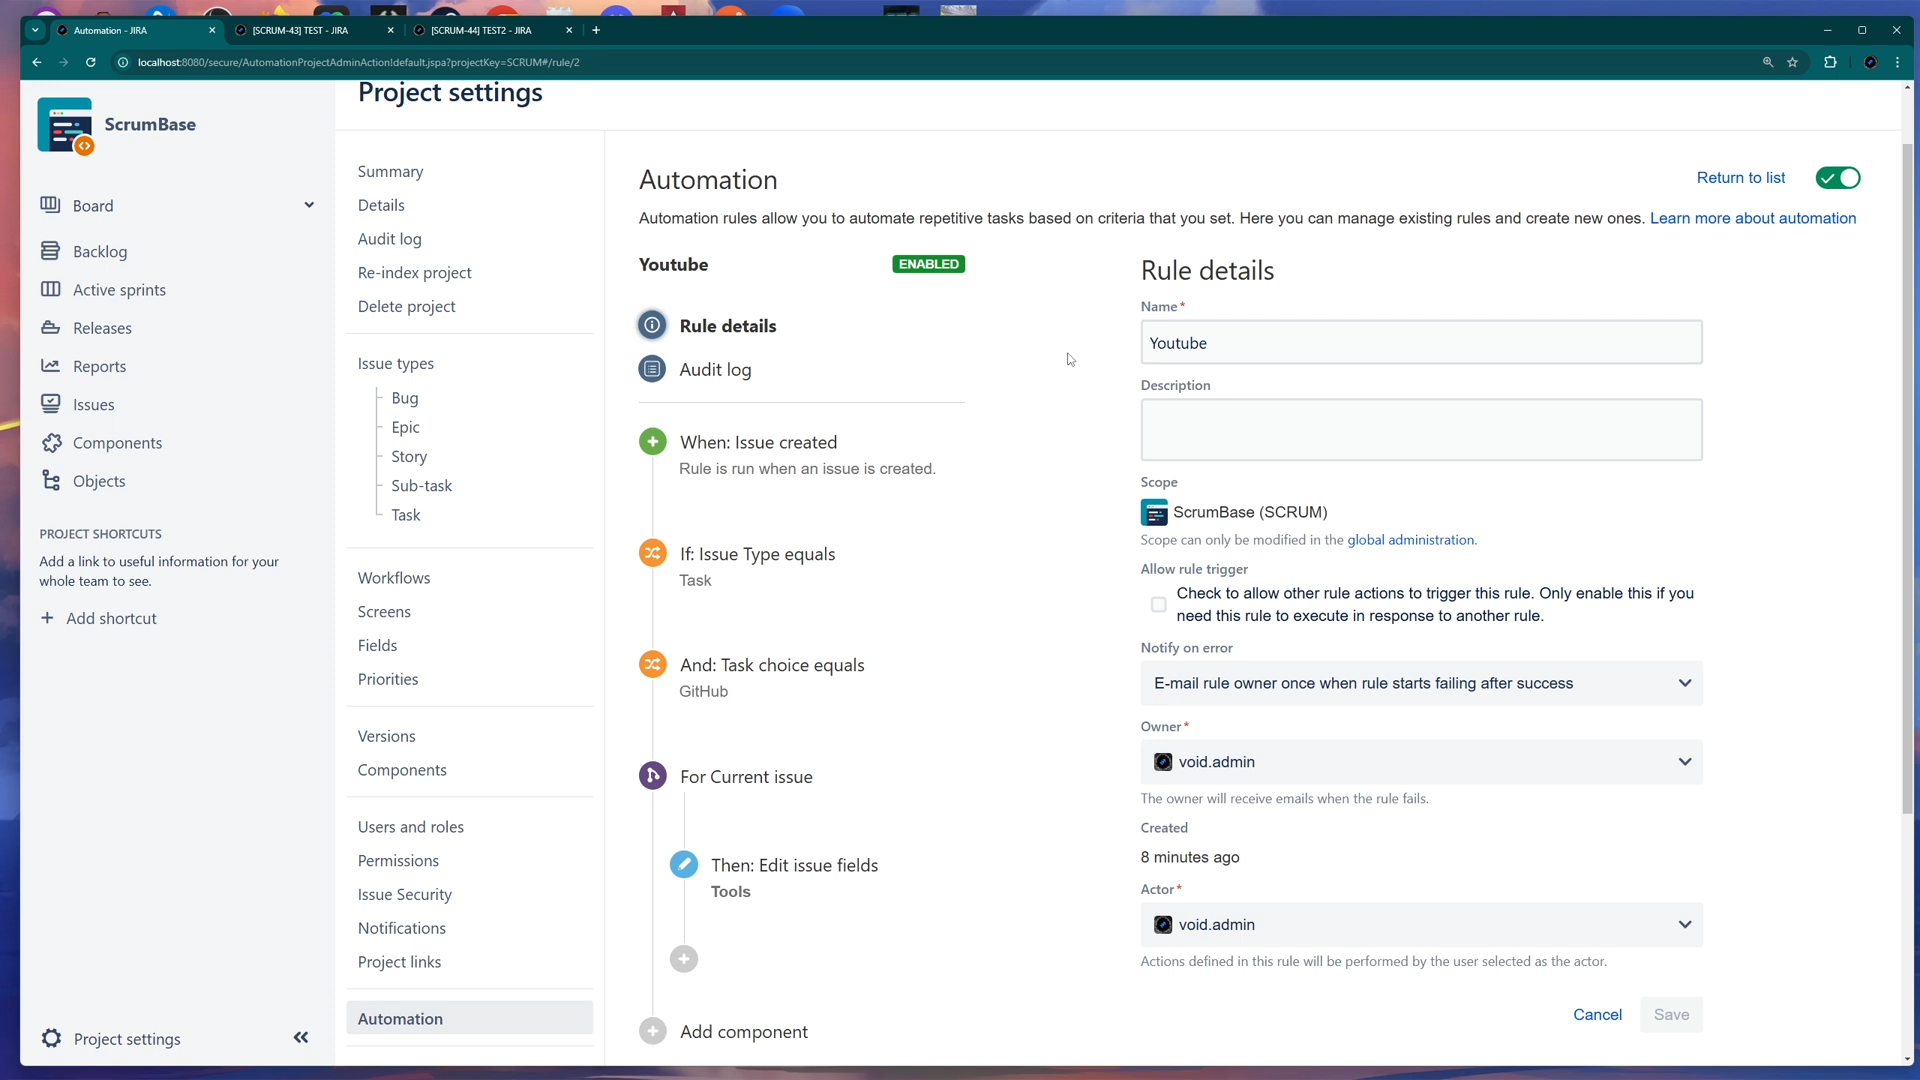 Automation - JIRA
[SCRUM-43] TEST - JIRA
[SCRUM-44] TEST2 - JIRA
localhost:8080/secure/AutomationProjectAdminAction!default.jspa?projectKey=SCRUM#/rule/2
ScrumBase
Board
Backlog
Active sprints
Releases
Reports
Issues
Components
Objects
PROJECT SHORTCUTS
Add a link to useful information for your
whole team to see.
Add shortcut
Project settings
Project settings
Summary
Details
Audit log
Re-index project
Delete project
Issue types
Bug
Epic
Story
Sub-task
Task
Workflows
Screens
Fields
Priorities
Versions
Components
Users and roles
Permissions
Issue Security
Notifications
Project links
Automation
Automation
Return to list
Automation rules allow you to automate repetitive tasks based on criteria that you set. Here you can manage existing rules and create new ones. Learn more about automation
Youtube
ENABLED
Rule details
Audit log
When: Issue created
Rule is run when an issue is created.
If: Issue Type equals
Task
And: Task choice equals
GitHub
For Current issue
Then: Edit issue fields
Tools
Add component
Rule details
Name*
Youtube
Description
Scope
ScrumBase (SCRUM)
Scope can only be modified in the global administration.
Allow rule trigger
Check to allow other rule actions to trigger this rule. Only enable this if you
need this rule to execute in response to another rule.
Notify on error
E-mail rule owner once when rule starts failing after success
Owner*
void.admin
The owner will receive emails when the rule fails.
Created
8 minutes ago
Actor*
void.admin
Actions defined in this rule will be performed by the user selected as the actor.
Cancel
Save